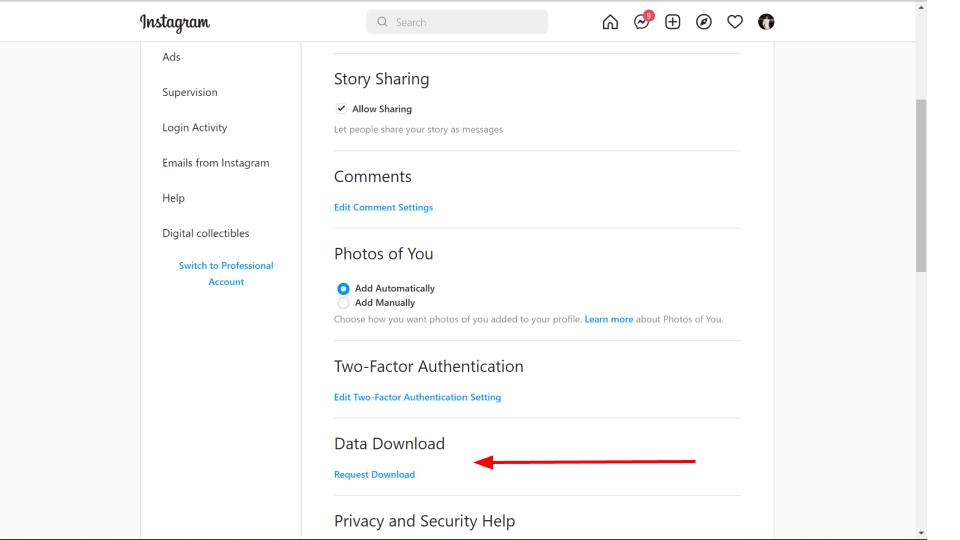 Instagram
Search
9
Ads
Supervision
Login Activity
Emails from Instagram
Help
Digital collectibles
Switch to Professional
Account
Story Sharing
Allow Sharing
Let people share your story as messages
Comments
Edit Comment Settings
Photos of You
Add Automatically
Add Manually
Choose how you want photos of you added to your profile. Learn more about Photos of You.
Two-Factor Authentication
Edit Two-Factor Authentication Setting
Data Download
Request Download
Privacy and Security Help